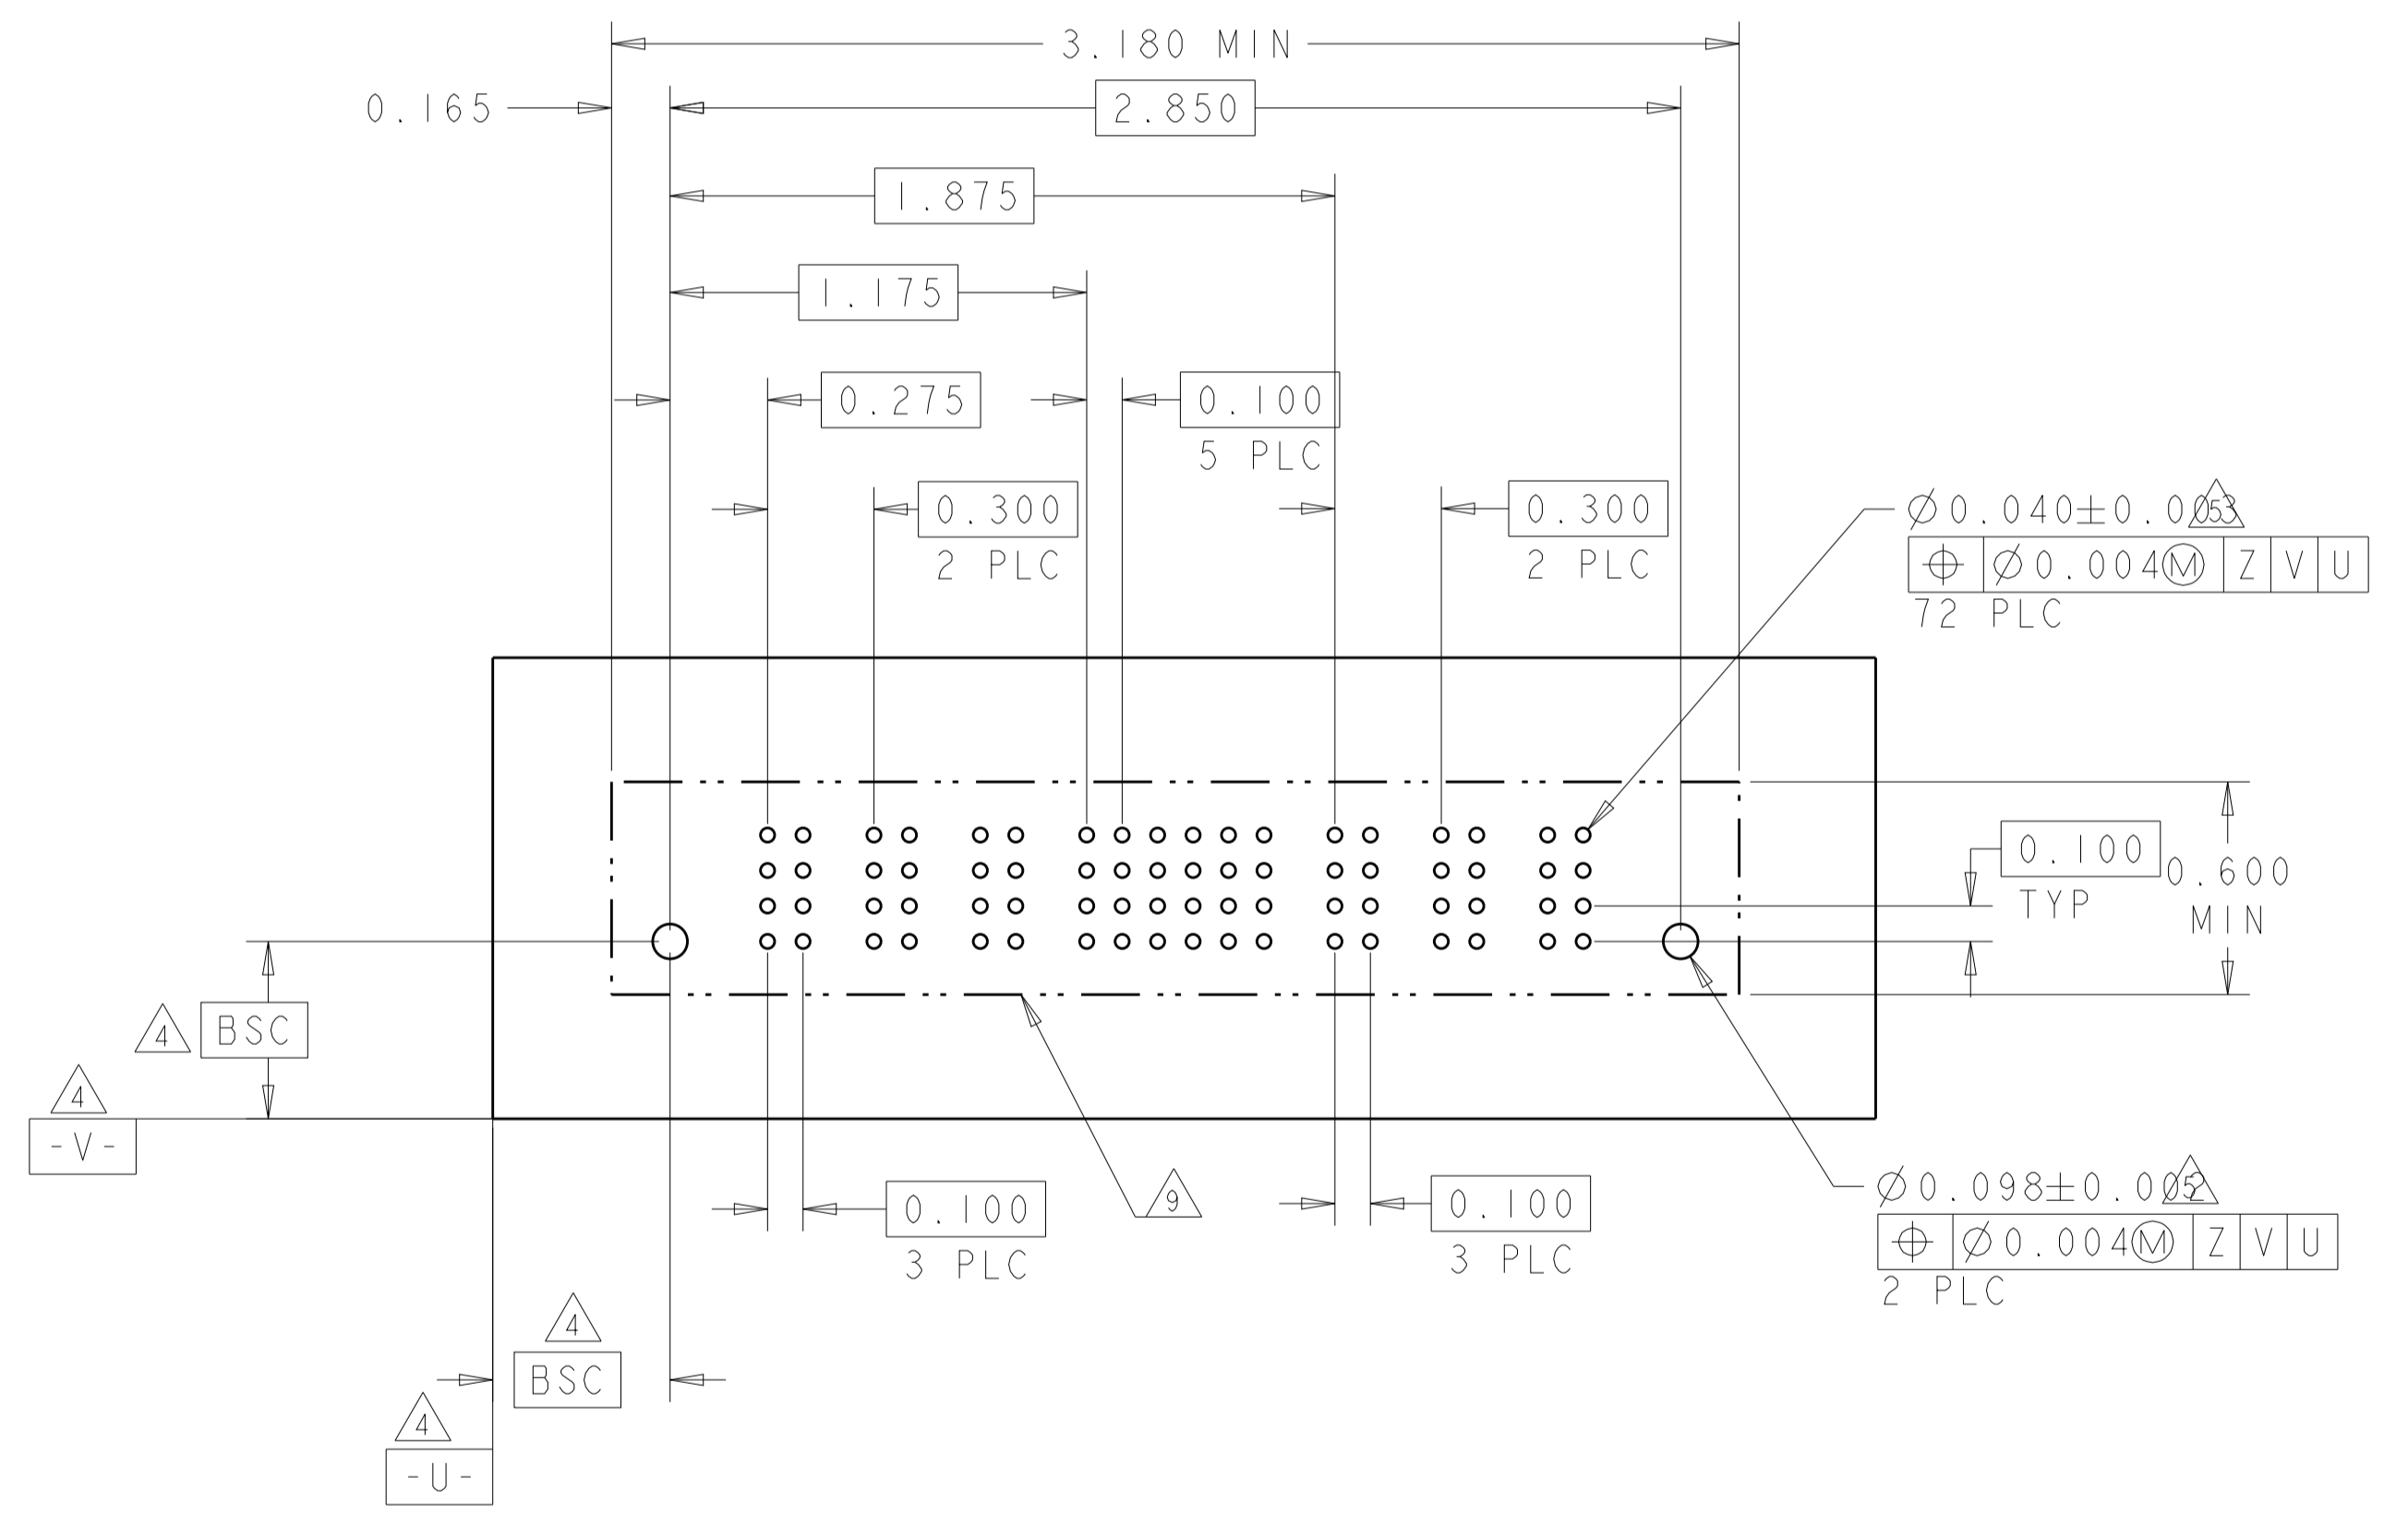 3.180 MIN
0.165
2.850
1.875
1.175
0.275
0.100
5 PLC
0.300
2 PLC
0.300
2 PLC
Ø0.040±0.003
5
⌖ Ø0.004Ⓜ Z V U
72 PLC
0.100
TYP
0.600
MIN
4
BSC
4
-V-
9
0.100
3 PLC
0.100
3 PLC
Ø0.098±0.002
5
⌖ Ø0.004Ⓜ Z V U
2 PLC
4
BSC
4
-U-